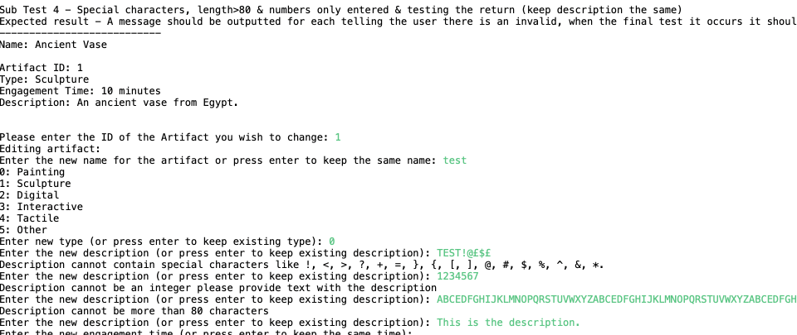 Sub Test 4 - Special characters, length>80 & numbers only entered & testing the return (keep description the same)
Expected result - A message should be outputted for each telling the user there is an invalid, when the final test it occurs it shoul
---------------------------
Name: Ancient Vase
Artifact ID: 1
Type: Sculpture
Engagement Time: 10 minutes
Description: An ancient vase from Egypt.
Please enter the ID of the Artifact you wish to change: 1
Editing artifact:
Enter the new name for the artifact or press enter to keep the same name: test
0: Painting
1: Sculpture
2: Digital
3: Interactive
4: Tactile
5: Other
Enter new type (or press enter to keep existing type): 0
Enter the new description (or press enter to keep existing description): TEST!@£$£
Description cannot contain special characters like !, <, >, ?, +, =, }, {, [, ], @, #, $, %, ^, &, *.
Enter the new description (or press enter to keep existing description): 1234567
Description cannot be an integer please provide text with the description
Enter the new description (or press enter to keep existing description): ABCEDFGHIJKLMNOPQRSTUVWXYZABCEDFGHIJKLMNOPQRSTUVWXYZABCEDFGH
Description cannot be more than 80 characters
Enter the new description (or press enter to keep existing description): This is the description.
Enter the new engagement time (or press enter to keep the same time):